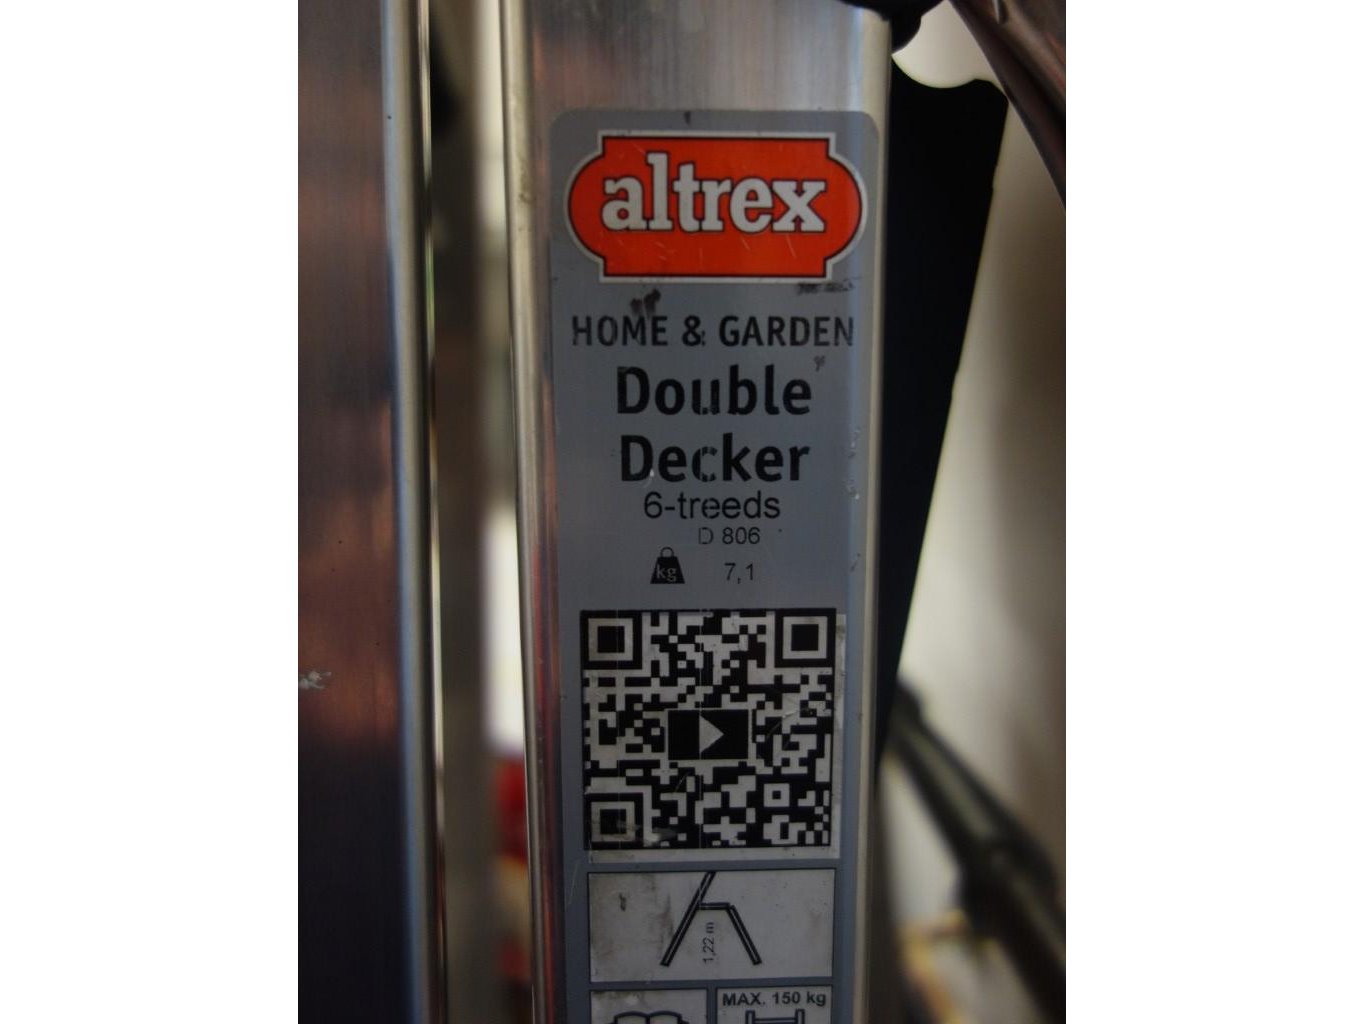 altrex
HOME & GARDEN
Double
Decker
6-treeds
D 806
kg 7,1
1,22 m
MAX. 150 kg